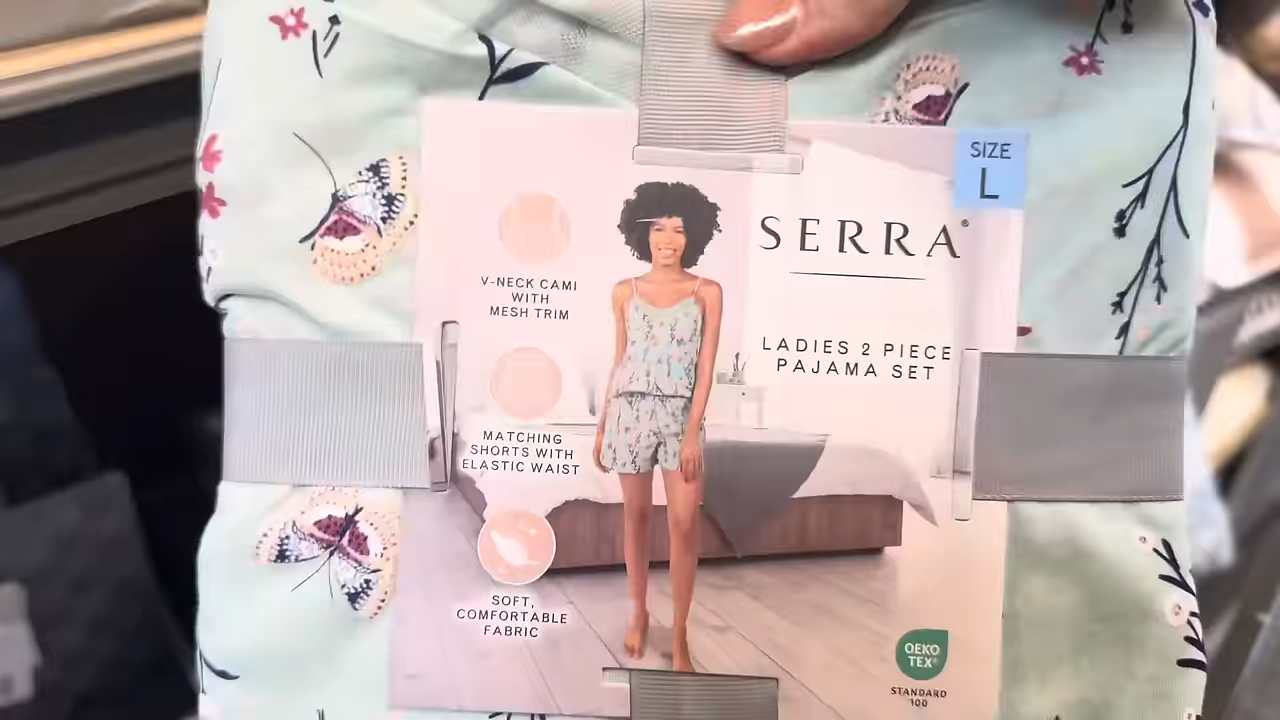 SIZE
L
SERRA®
LADIES 2 PIECE
PAJAMA SET
V-NECK CAMI
WITH
MESH TRIM
MATCHING
SHORTS WITH
ELASTIC WAIST
SOFT,
COMFORTABLE
FABRIC
OEKO
TEX®
STANDARD
100